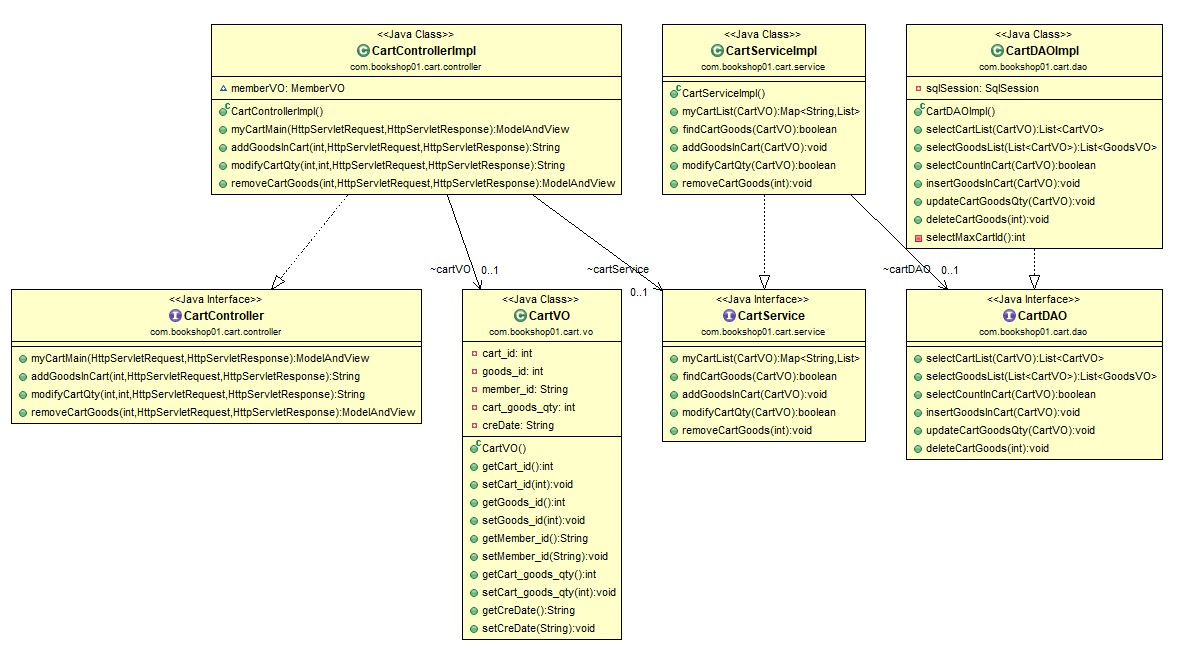 <<Java Class>>
CartControllerImpl
com.bookshop01.cart.controller
memberVO: MemberVO
CartControllerImpl()
myCartMain(HttpServletRequest,HttpServletResponse):ModelAndView
addGoodsInCart(int,HttpServletRequest,HttpServletResponse):String
modifyCartQty(int,int,HttpServletRequest,HttpServletResponse):String
removeCartGoods(int,HttpServletRequest,HttpServletResponse):ModelAndView
<<Java Class>>
CartServiceImpl
com.bookshop01.cart.service
CartServiceImpl()
myCartList(CartVO):Map<String,List>
findCartGoods(CartVO):boolean
addGoodsInCart(CartVO):void
modifyCartQty(CartVO):boolean
removeCartGoods(int):void
<<Java Class>>
CartDAOImpl
com.bookshop01.cart.dao
sqlSession: SqlSession
CartDAOImpl()
selectCartList(CartVO):List<CartVO>
selectGoodsList(List<CartVO>):List<GoodsVO>
selectCountInCart(CartVO):boolean
insertGoodsInCart(CartVO):void
updateCartGoodsQty(CartVO):void
deleteCartGoods(int):void
selectMaxCartId():int
~cartVO 0..1
~cartService
0..1
~cartDAO 0..1
<<Java Interface>>
CartController
com.bookshop01.cart.controller
myCartMain(HttpServletRequest,HttpServletResponse):ModelAndView
addGoodsInCart(int,HttpServletRequest,HttpServletResponse):String
modifyCartQty(int,int,HttpServletRequest,HttpServletResponse):String
removeCartGoods(int,HttpServletRequest,HttpServletResponse):ModelAndView
<<Java Class>>
CartVO
com.bookshop01.cart.vo
cart_id: int
goods_id: int
member_id: String
cart_goods_qty: int
creDate: String
CartVO()
getCart_id():int
setCart_id(int):void
getGoods_id():int
setGoods_id(int):void
getMember_id():String
setMember_id(String):void
getCart_goods_qty():int
setCart_goods_qty(int):void
getCreDate():String
setCreDate(String):void
<<Java Interface>>
CartService
com.bookshop01.cart.service
myCartList(CartVO):Map<String,List>
findCartGoods(CartVO):boolean
addGoodsInCart(CartVO):void
modifyCartQty(CartVO):boolean
removeCartGoods(int):void
<<Java Interface>>
CartDAO
com.bookshop01.cart.dao
selectCartList(CartVO):List<CartVO>
selectGoodsList(List<CartVO>):List<GoodsVO>
selectCountInCart(CartVO):boolean
insertGoodsInCart(CartVO):void
updateCartGoodsQty(CartVO):void
deleteCartGoods(int):void